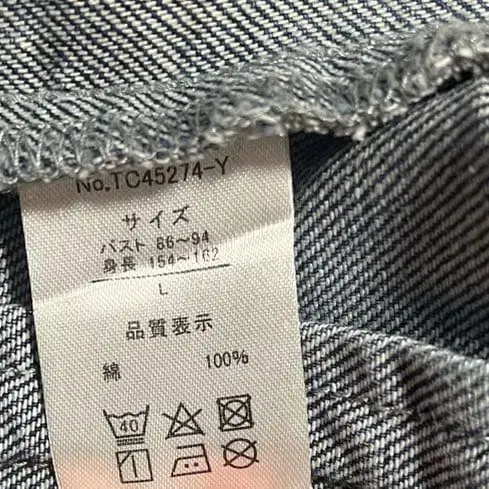 No.TC45274-Y
サイズ
バスト 86～94
身長 154～162
L
品質表示
綿 100%
40